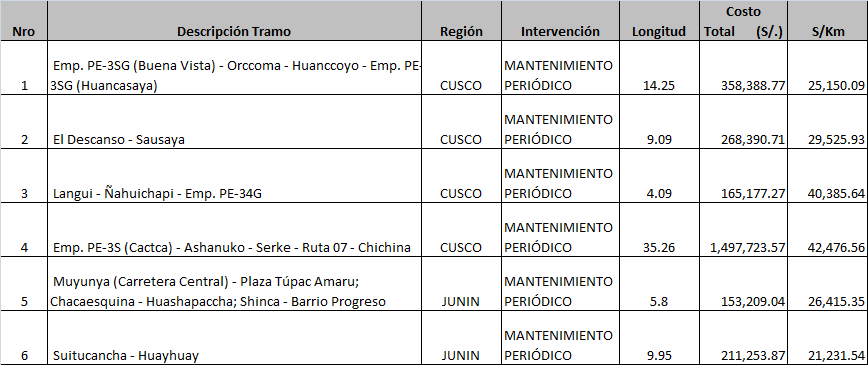 Nro Descripción Tramo Región Intervención Longitud Costo Total (S/.) S/Km
1 Emp. PE-3SG (Buena Vista) - Orccoma - Huanccoyo - Emp. PE-3SG (Huancasaya) CUSCO MANTENIMIENTO PERIÓDICO 14.25 358,388.77 25,150.09
2 El Descanso - Sausaya CUSCO MANTENIMIENTO PERIÓDICO 9.09 268,390.71 29,525.93
3 Langui - Ñahuichapi - Emp. PE-34G CUSCO MANTENIMIENTO PERIÓDICO 4.09 165,177.27 40,385.64
4 Emp. PE-3S (Cactca) - Ashanuko - Serke - Ruta 07 - Chichina CUSCO MANTENIMIENTO PERIÓDICO 35.26 1,497,723.57 42,476.56
5 Muyunya (Carretera Central) - Plaza Túpac Amaru; Chacaesquina - Huashapaccha; Shinca - Barrio Progreso JUNIN MANTENIMIENTO PERIÓDICO 5.8 153,209.04 26,415.35
6 Suitucancha - Huayhuay JUNIN MANTENIMIENTO PERIÓDICO 9.95 211,253.87 21,231.54